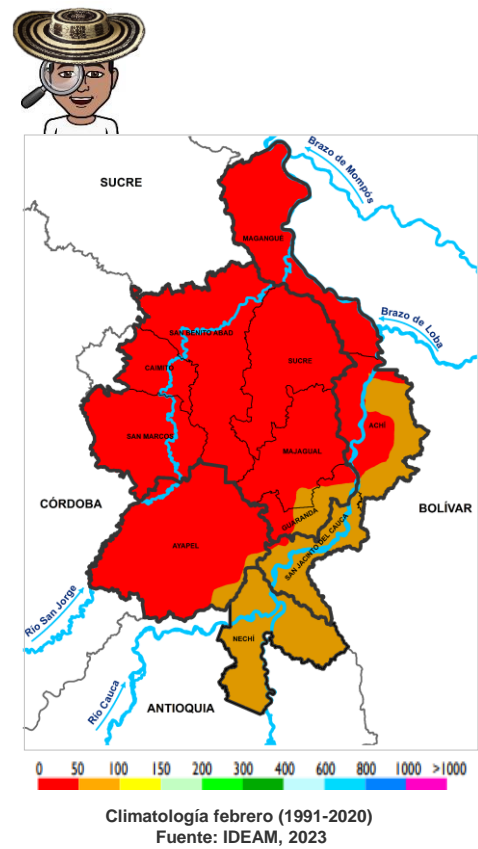 SUCRE
Brazo de Mompós
MAGANGUÉ
Brazo de Loba
SAN BENITO ABAD
SUCRE
CAIMITO
ACHÍ
SAN MARCOS
MAJAGUAL
CÓRDOBA
BOLÍVAR
GUARANDA
AYAPEL
SAN JACINTO DEL CAUCA
Río San Jorge
NECHÍ
Río Cauca
ANTIOQUIA
0 50 100 150 200 300 400 600 800 >1000
Climatología febrero (1991-2020)
Fuente: IDEAM, 2023